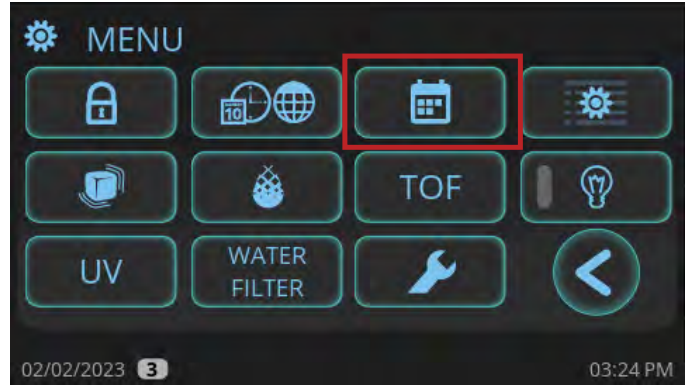 MENU
10
TOF
UV
WATER
FILTER
02/02/2023 3
03:24 PM